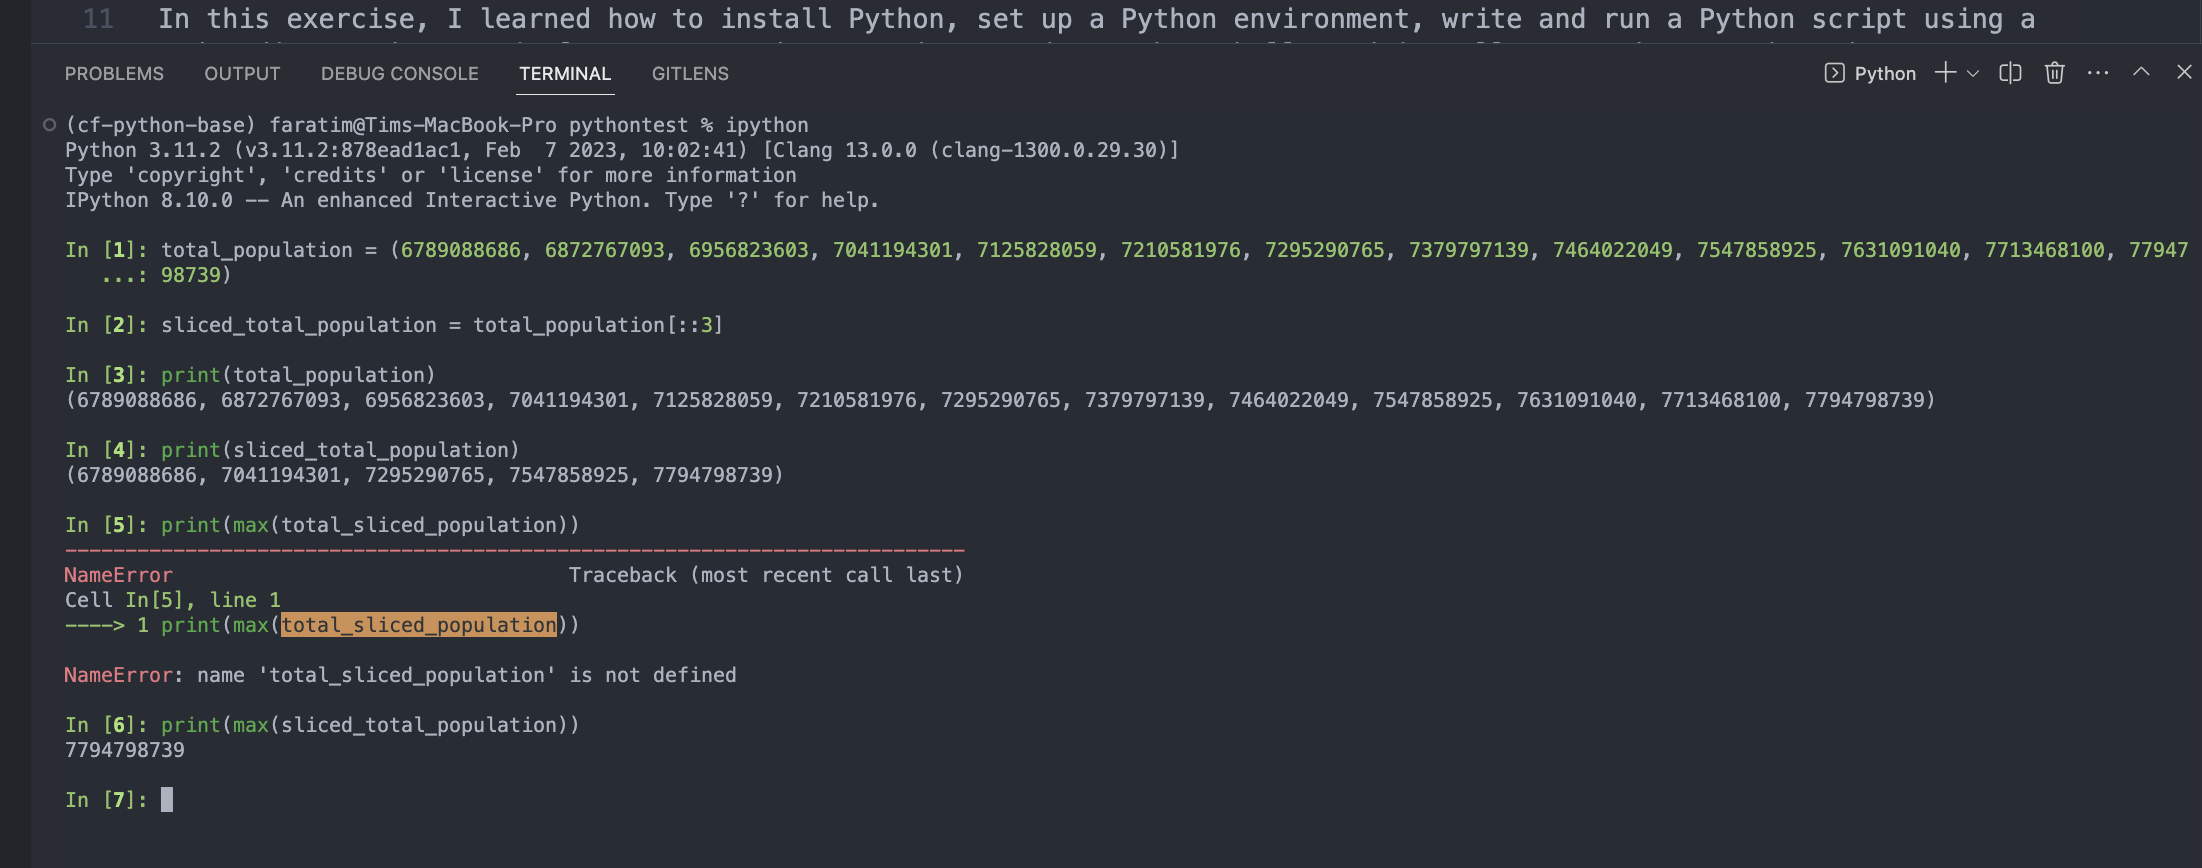 11 In this exercise, I learned how to install Python, set up a Python environment, write and run a Python script using a
PROBLEMS OUTPUT DEBUG CONSOLE TERMINAL GITLENS Python
(cf-python-base) faratim@Tims-MacBook-Pro pythontest % ipython
Python 3.11.2 (v3.11.2:878ead1ac1, Feb  7 2023, 10:02:41) [Clang 13.0.0 (clang-1300.0.29.30)]
Type 'copyright', 'credits' or 'license' for more information
IPython 8.10.0 -- An enhanced Interactive Python. Type '?' for help.
In [1]: total_population = (6789088686, 6872767093, 6956823603, 7041194301, 7125828059, 7210581976, 7295290765, 7379797139, 7464022049, 7547858925, 7631091040, 7713468100, 77947
...: 98739)
In [2]: sliced_total_population = total_population[::3]
In [3]: print(total_population)
(6789088686, 6872767093, 6956823603, 7041194301, 7125828059, 7210581976, 7295290765, 7379797139, 7464022049, 7547858925, 7631091040, 7713468100, 7794798739)
In [4]: print(sliced_total_population)
(6789088686, 7041194301, 7295290765, 7547858925, 7794798739)
In [5]: print(max(total_sliced_population))
---------------------------------------------------------------------------
NameError                                 Traceback (most recent call last)
Cell In[5], line 1
----> 1 print(max(total_sliced_population))
NameError: name 'total_sliced_population' is not defined
In [6]: print(max(sliced_total_population))
7794798739
In [7]: